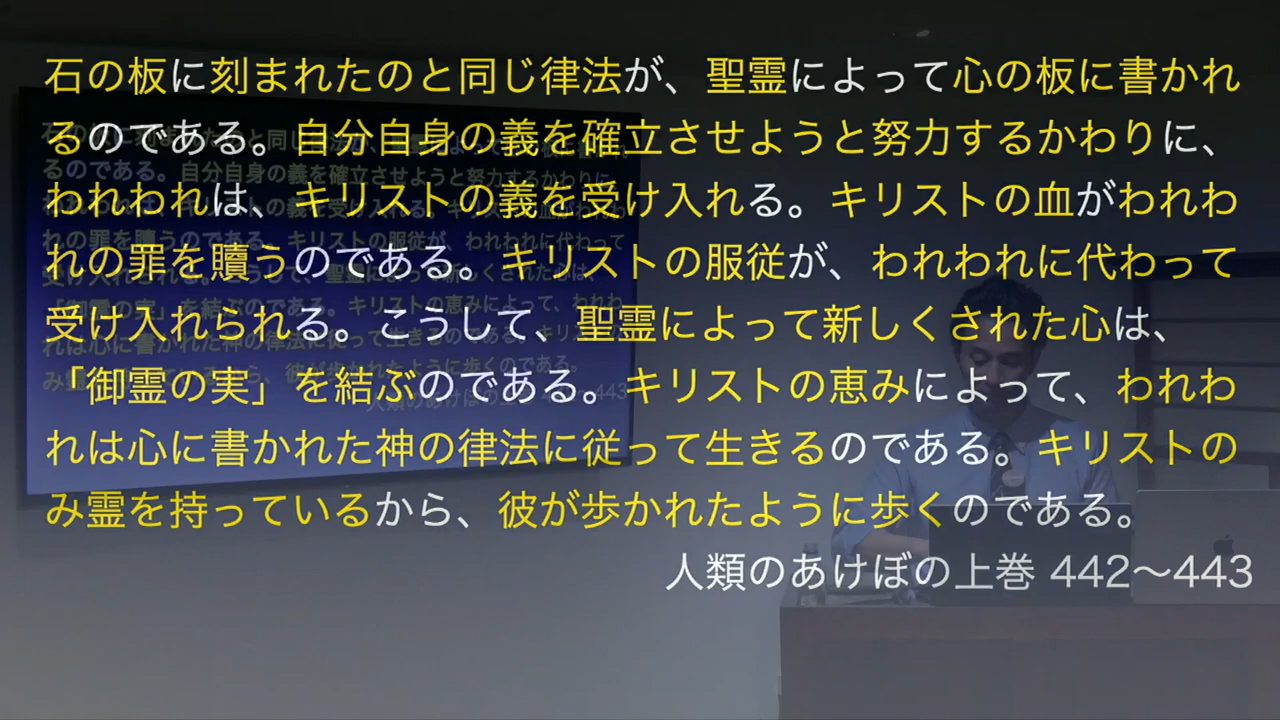 石の板に刻まれたのと同じ律法が、聖霊によって心の板に書かれ
るのである。自分自身の義を確立させようと努力するかわりに、
われわれは、キリストの義を受け入れる。キリストの血がわれわ
れの罪を贖うのである。キリストの服従が、われわれに代わって
受け入れられる。こうして、聖霊によって新しくされた心は、
「御霊の実」を結ぶのである。キリストの恵みによって、われわ
れは心に書かれた神の律法に従って生きるのである。キリストの
み霊を持っているから、彼が歩かれたように歩くのである。
人類のあけぼの上巻 442〜443